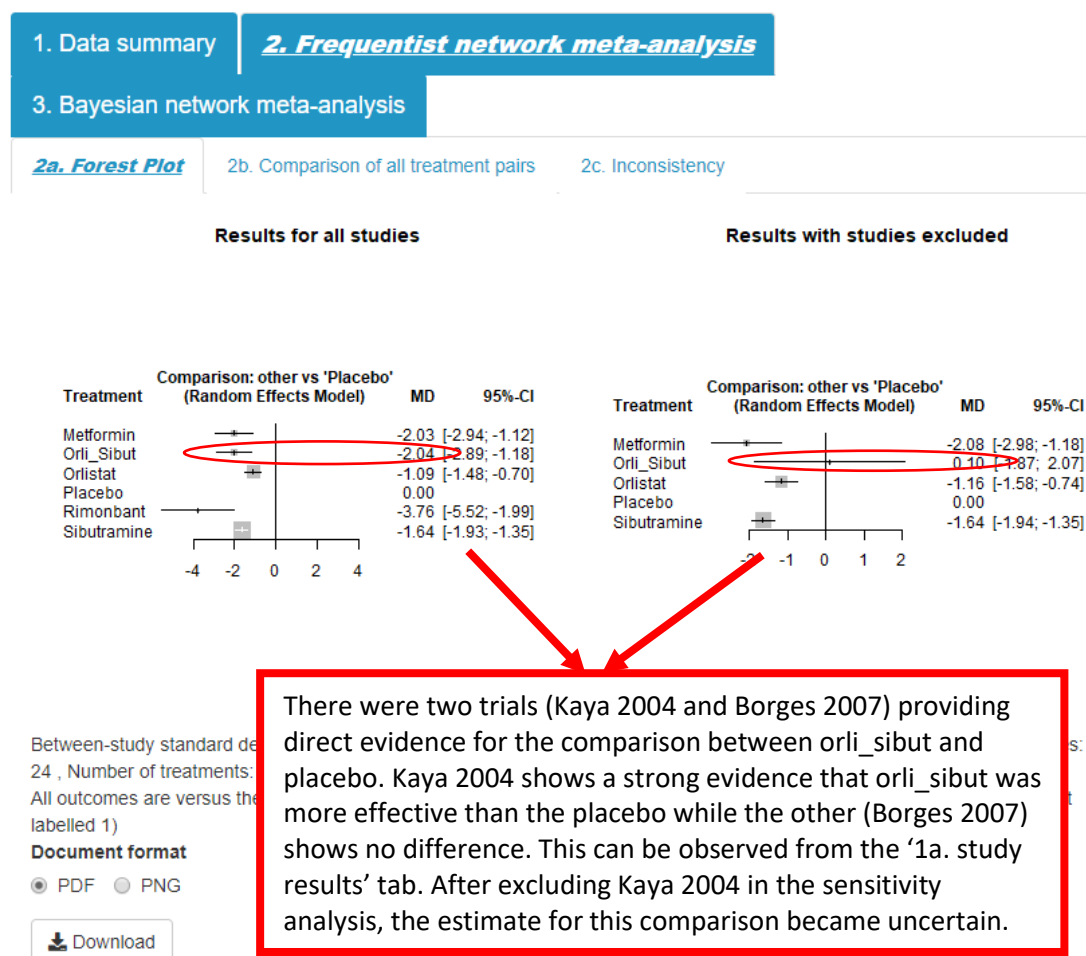 1. Data summary
2. Frequentist network meta-analysis
3. Bayesian network meta-analysis
2a. Forest Plot 2b. Comparison of all treatment pairs 2c. Inconsistency
Results for all studies
Comparison: other vs 'Placebo'
Treatment (Random Effects Model) MD 95%-CI
Metformin -2.03 [-2.94; -1.12]
Orli_Sibut -2.04 [-2.89; -1.18]
Orlistat -1.09 [-1.48; -0.70]
Placebo 0.00
Rimonbant -3.76 [-5.52; -1.99]
Sibutramine -1.64 [-1.93; -1.35]
-4 -2 0 2 4
Results with studies excluded
Comparison: other vs 'Placebo'
Treatment (Random Effects Model) MD 95%-CI
Metformin -2.08 [-2.98; -1.18]
Orli_Sibut 0.10 [-1.87; 2.07]
Orlistat -1.16 [-1.58; -0.74]
Placebo 0.00
Sibutramine -1.64 [-1.94; -1.35]
-2 -1 0 1 2
There were two trials (Kaya 2004 and Borges 2007) providing
direct evidence for the comparison between orli_sibut and
placebo. Kaya 2004 shows a strong evidence that orli_sibut was
more effective than the placebo while the other (Borges 2007)
shows no difference. This can be observed from the ‘1a. study
results’ tab. After excluding Kaya 2004 in the sensitivity
analysis, the estimate for this comparison became uncertain.
Between-study standard
24 , Number of treatments:
All outcomes are versus the
labelled 1)
Document format
PDF PNG
Download